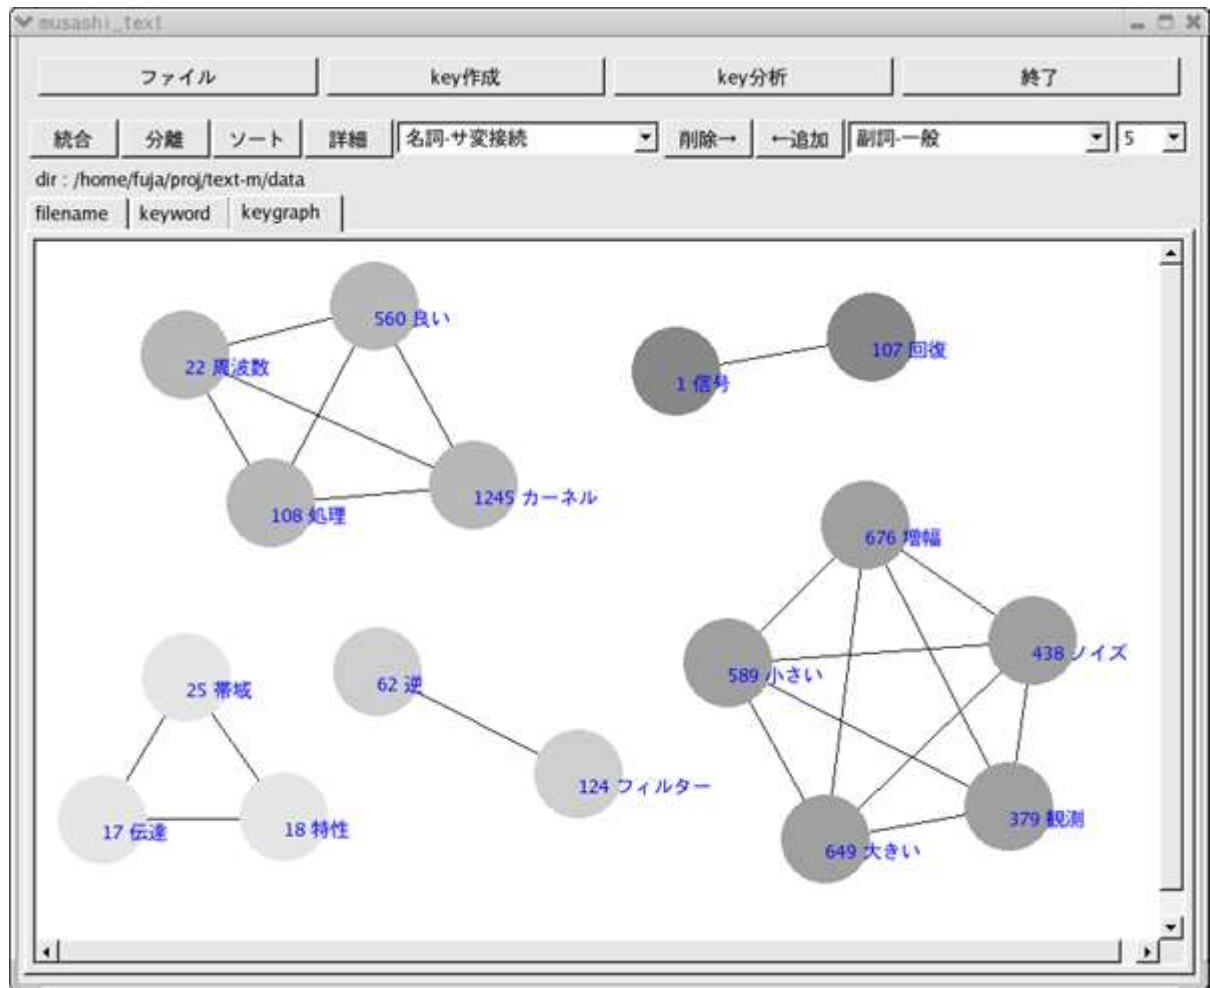 musashi_text
ファイル key作成 key分析 終了
統合 分離 ソート 詳細 名詞-サ変接続 削除→ ←追加 副詞-一般 5
dir : /home/fuja/proj/text-m/data
filename keyword keygraph
560 良い
22 周波数
107 回復
1 信号
1245 カーネル
108 処理
676 増幅
438 ノイズ
589 小さい
25 帯域
62 逆
124 フィルター
379 観測
17 伝達
18 特性
649 大きい